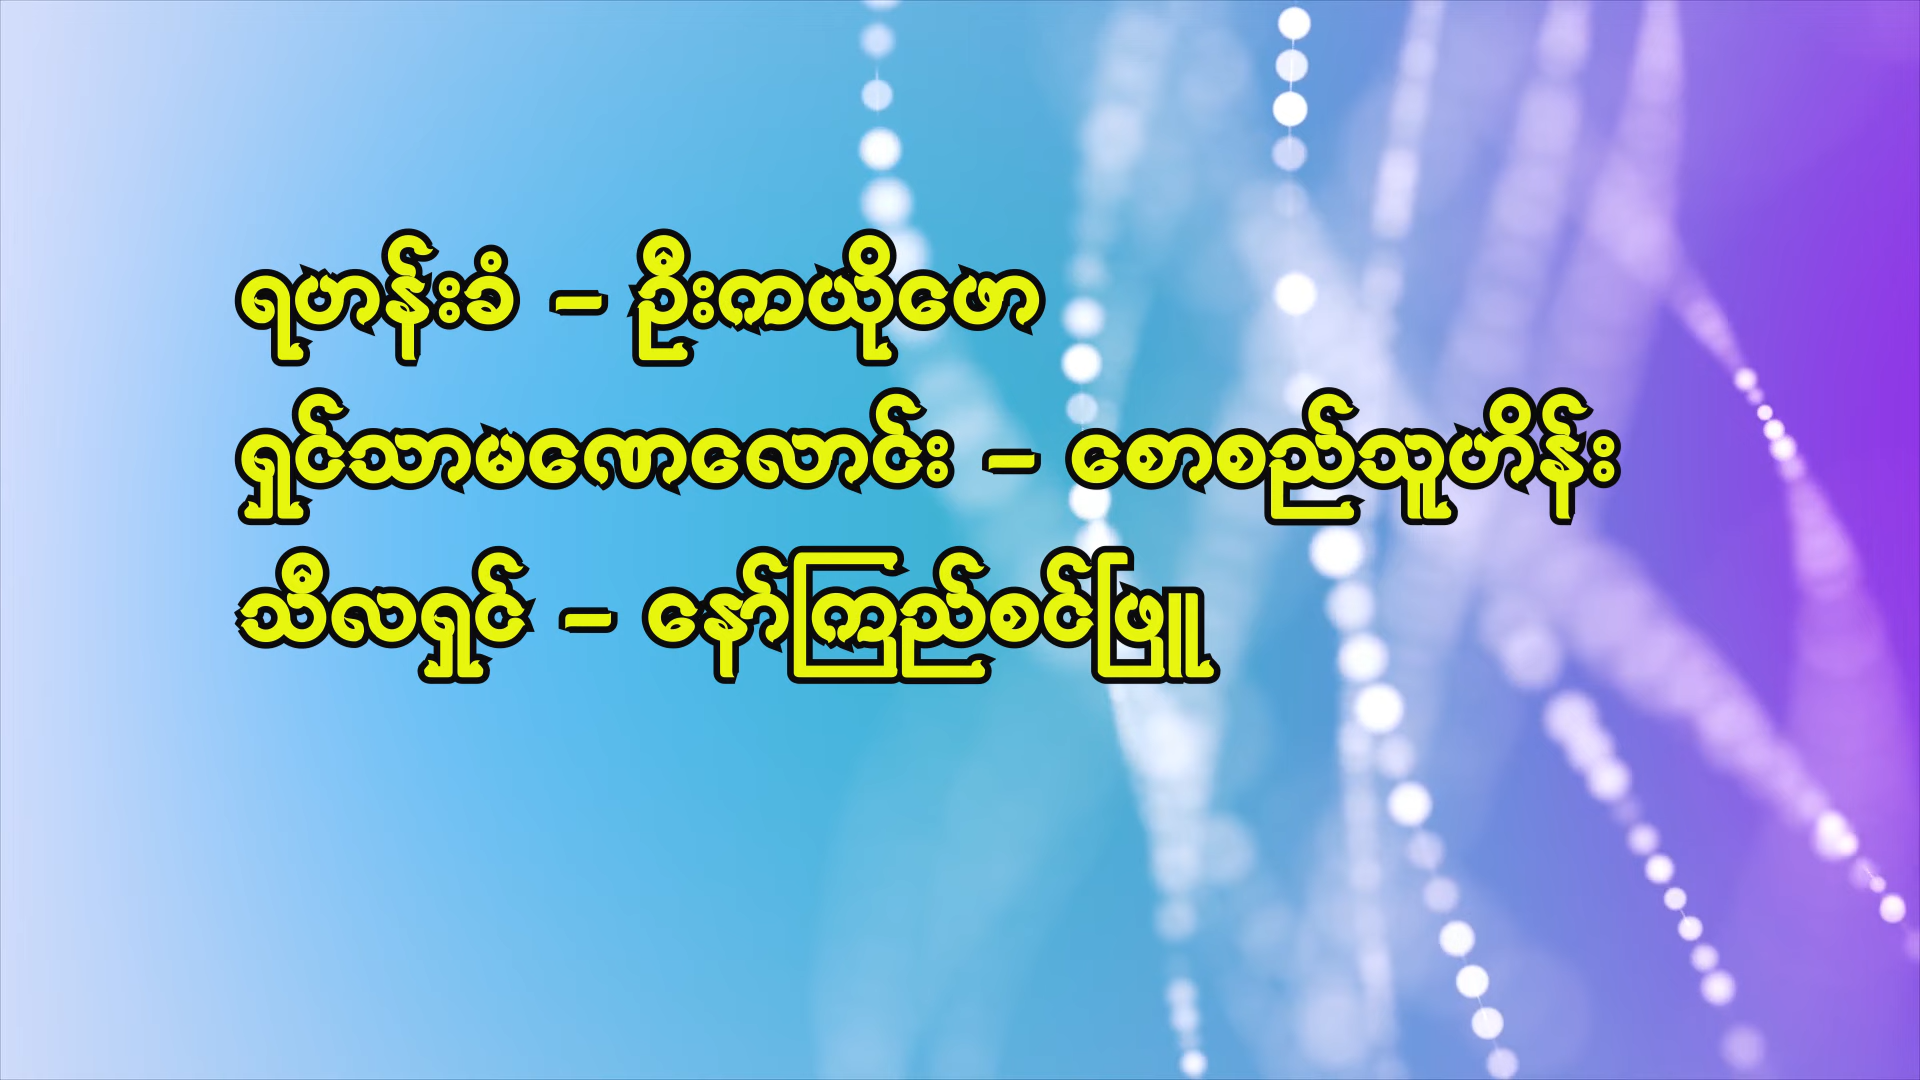 ရဟန်းခံ – ဦးကယိုဖော
ရှင်သာမဏေလောင်း – စောစည်သူဟိန်း
သီလရှင် – နော်ကြည်စင်ဖြူ